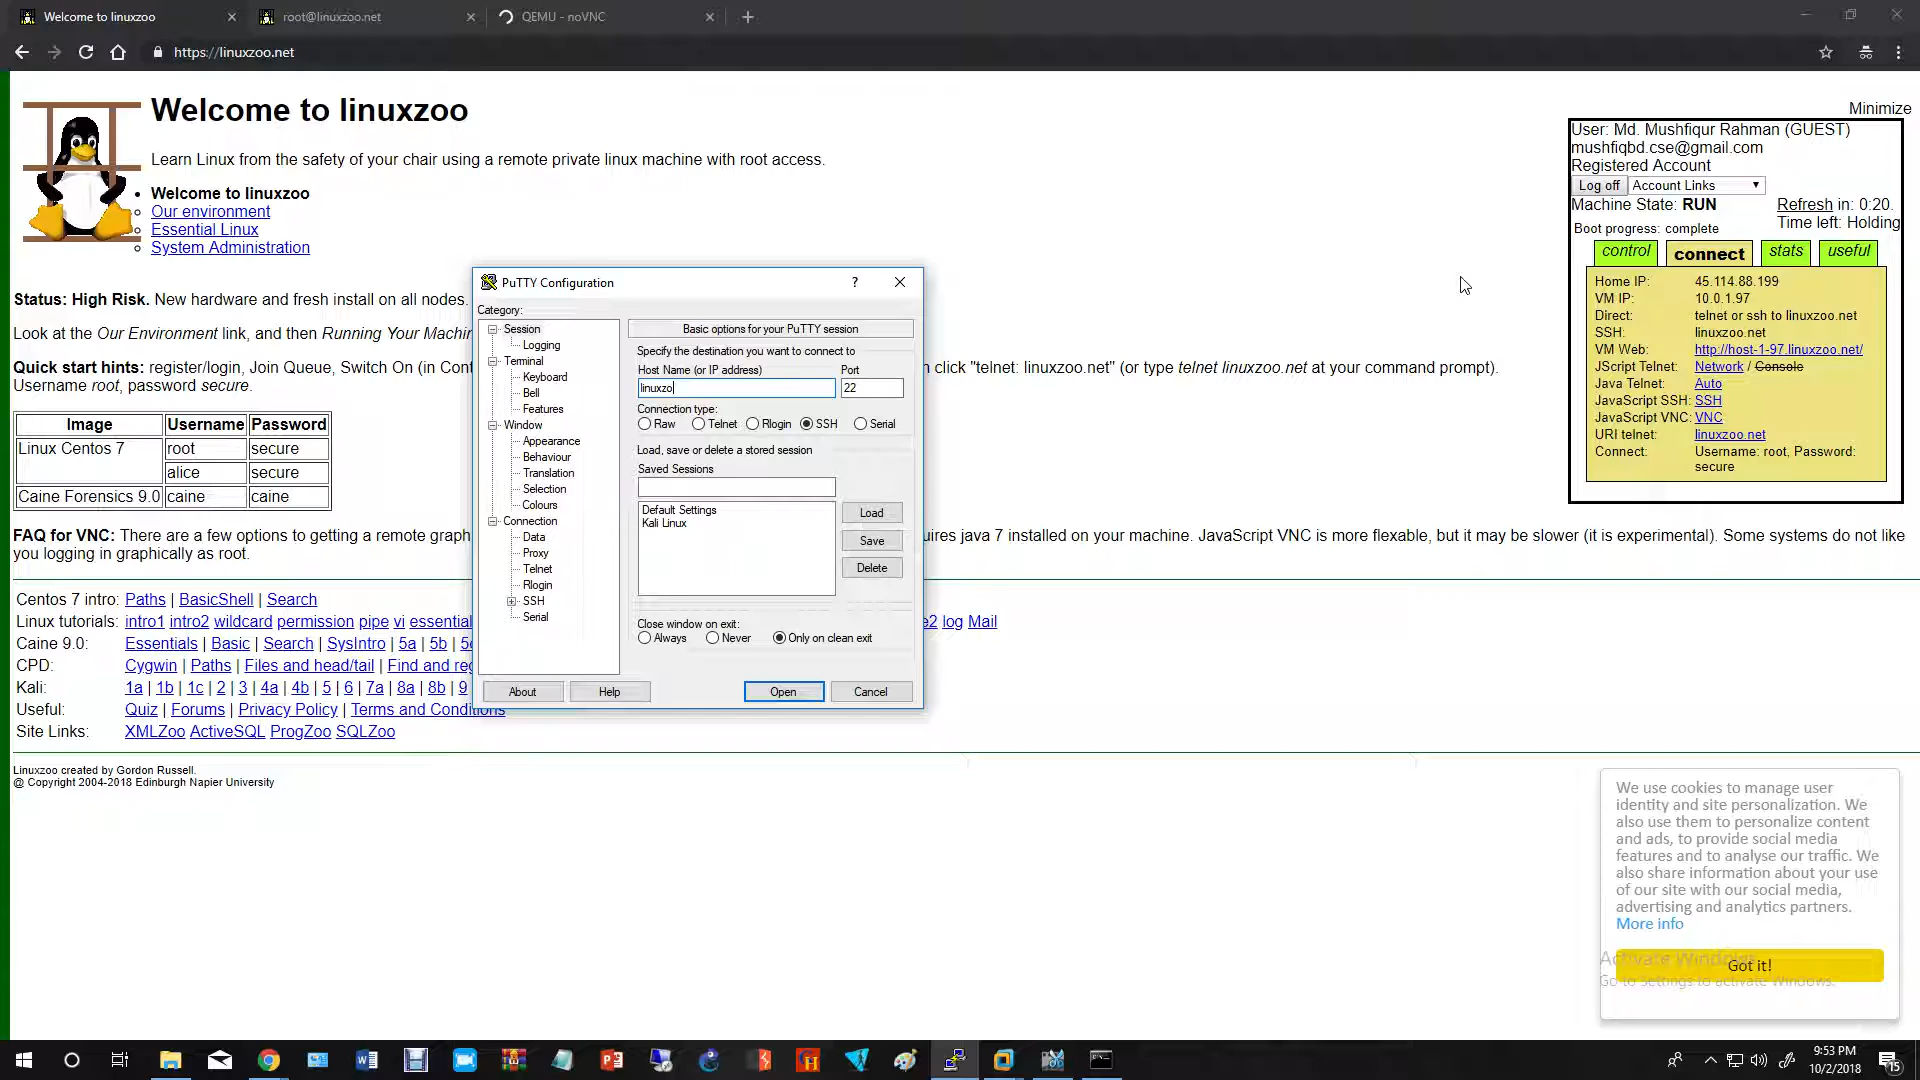 Welcome to linuxzoo
root@linuxzoo.net
QEMU - noVNC
https://linuxzoo.net
Welcome to linuxzoo
Learn Linux from the safety of your chair using a remote private linux machine with root access.
Welcome to linuxzoo
Our environment
Essential Linux
System Administration
Status: High Risk. New hardware and fresh install on all nodes.
Look at the Our Environment link, and then Running Your Machin
Quick start hints: register/login, Join Queue, Switch On (in Cont
n click "telnet: linuxzoo.net" (or type telnet linuxzoo.net at your command prompt).
Username root, password secure.
Image Username Password
Linux Centos 7 root secure
alice secure
Caine Forensics 9.0 caine caine
FAQ for VNC: There are a few options to getting a remote graph
uires java 7 installed on your machine. JavaScript VNC is more flexable, but it may be slower (it is experimental). Some systems do not like
you logging in graphically as root.
Centos 7 intro: Paths | BasicShell | Search
Linux tutorials: intro1 intro2 wildcard permission pipe vi essential
e2 log Mail
Caine 9.0: Essentials | Basic | Search | SysIntro | 5a | 5b | 5c
CPD: Cygwin | Paths | Files and head/tail | Find and reg
Kali: 1a | 1b | 1c | 2 | 3 | 4a | 4b | 5 | 6 | 7a | 8a | 8b | 9
Useful: Quiz | Forums | Privacy Policy | Terms and Conditions
Site Links: XMLZoo ActiveSQL ProgZoo SQLZoo
Linuxzoo created by Gordon Russell.
@ Copyright 2004-2018 Edinburgh Napier University
PuTTY Configuration
?
Category:
Session
Logging
Terminal
Keyboard
Bell
Features
Window
Appearance
Behaviour
Translation
Selection
Colours
Connection
Data
Proxy
Telnet
Rlogin
SSH
Serial
Basic options for your PuTTY session
Specify the destination you want to connect to
Host Name (or IP address) Port
linuxzo 22
Connection type:
Raw Telnet Rlogin SSH Serial
Load, save or delete a stored session
Saved Sessions
Default Settings
Kali Linux
Load
Save
Delete
Close window on exit:
Always Never Only on clean exit
About Help Open Cancel
Minimize
User: Md. Mushfiqur Rahman (GUEST)
mushfiqbd.cse@gmail.com
Registered Account
Log off Account Links
Machine State: RUN Refresh in: 0:20.
Time left: Holding
Boot progress: complete
control connect stats useful
Home IP: 45.114.88.199
VM IP: 10.0.1.97
Direct: telnet or ssh to linuxzoo.net
SSH: linuxzoo.net
VM Web: http://host-1-97.linuxzoo.net/
JScript Telnet: Network / Console
Java Telnet: Auto
JavaScript SSH: SSH
JavaScript VNC: VNC
URI telnet: linuxzoo.net
Connect: Username: root, Password:
secure
We use cookies to manage user
identity and site personalization. We
also use them to personalize content
and ads, to provide social media
features and to analyse our traffic. We
also share information about your use
of our site with our social media,
advertising and analytics partners.
More info
Activate Windows
Got it!
Go to Settings to activate Windows.
9:53 PM
10/2/2018
15